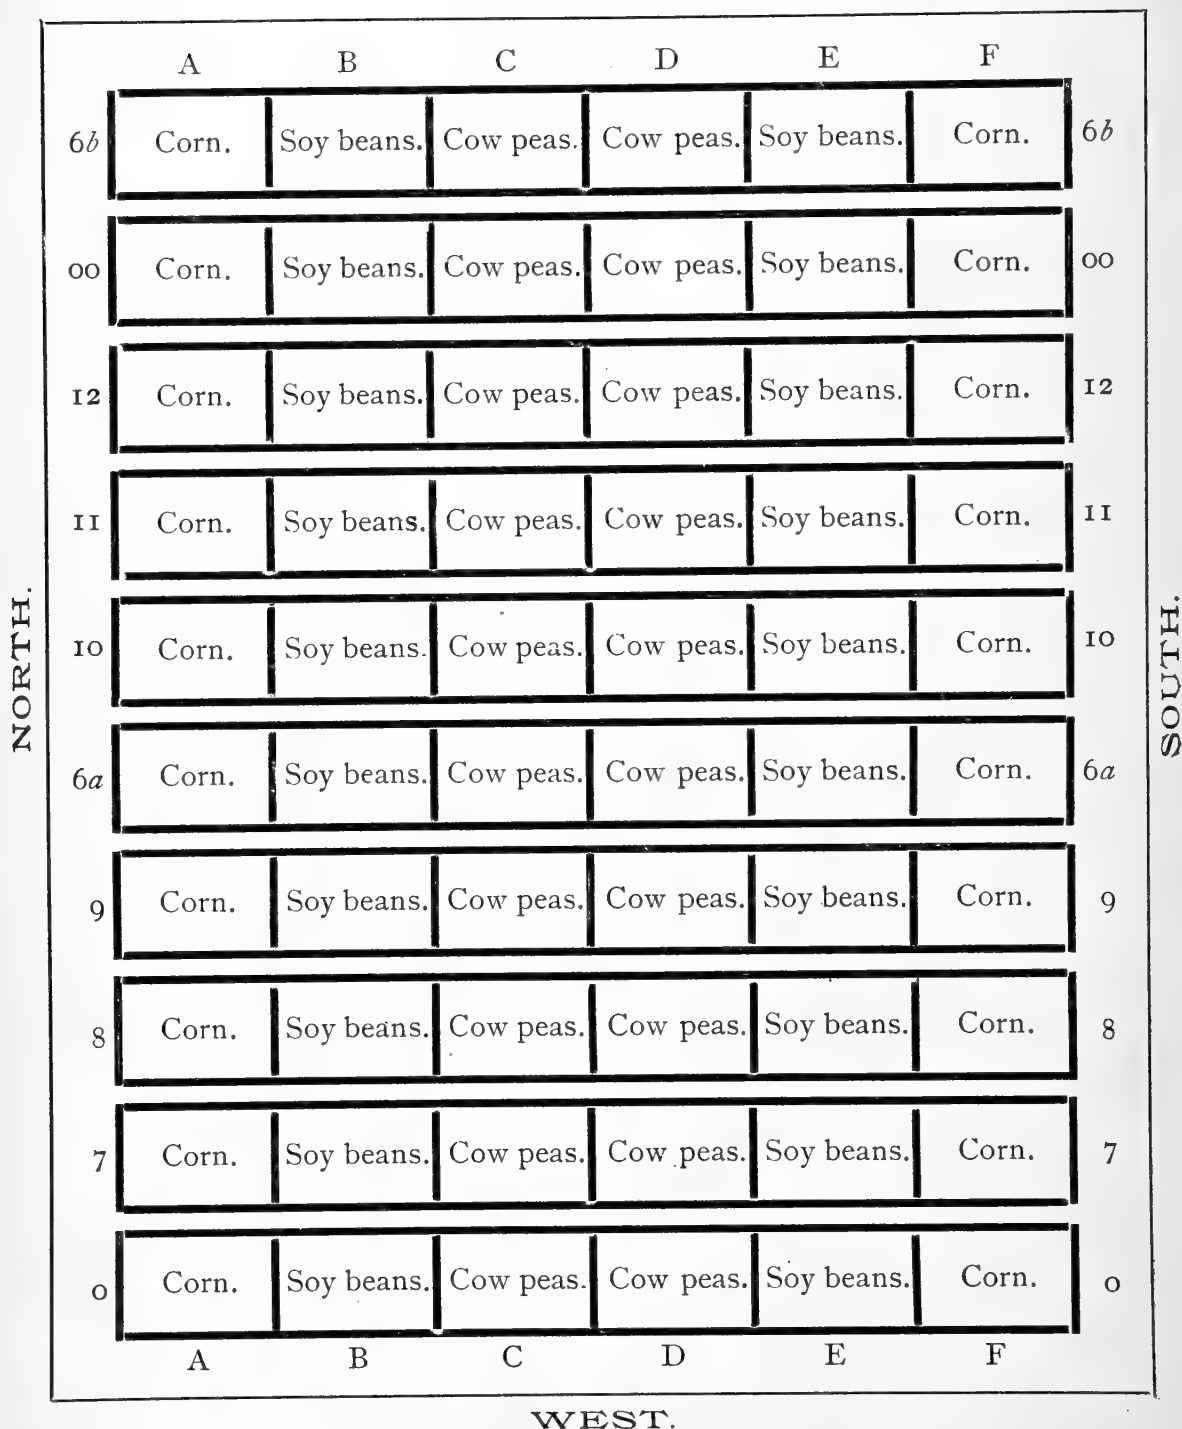 A B C D E F
6b Corn. Soy beans. Cow peas. Cow peas. Soy beans. Corn. 6b
00 Corn. Soy beans. Cow peas. Cow peas. Soy beans. Corn. 00
12 Corn. Soy beans. Cow peas. Cow peas. Soy beans. Corn. 12
11 Corn. Soy beans. Cow peas. Cow peas. Soy beans. Corn. 11
10 Corn. Soy beans. Cow peas. Cow peas. Soy beans. Corn. 10
6a Corn. Soy beans. Cow peas. Cow peas. Soy beans. Corn. 6a
9 Corn. Soy beans. Cow peas. Cow peas. Soy beans. Corn. 9
8 Corn. Soy beans. Cow peas. Cow peas. Soy beans. Corn. 8
7 Corn. Soy beans. Cow peas. Cow peas. Soy beans. Corn. 7
0 Corn. Soy beans. Cow peas. Cow peas. Soy beans. Corn. 0
A B C D E F
NORTH.
SOUTH.
WEST.